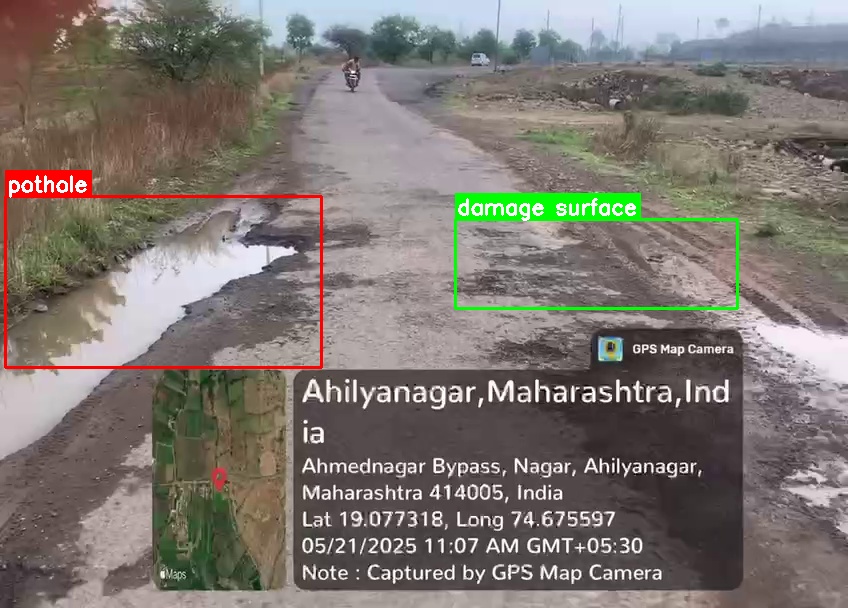 pothole
damage surface
GPS Map Camera
Ahilyanagar,Maharashtra,Ind
ia
Ahmednagar Bypass, Nagar, Ahilyanagar,
Maharashtra 414005, India
Lat 19.077318, Long 74.675597
05/21/2025 11:07 AM GMT+05:30
Note : Captured by GPS Map Camera
Maps